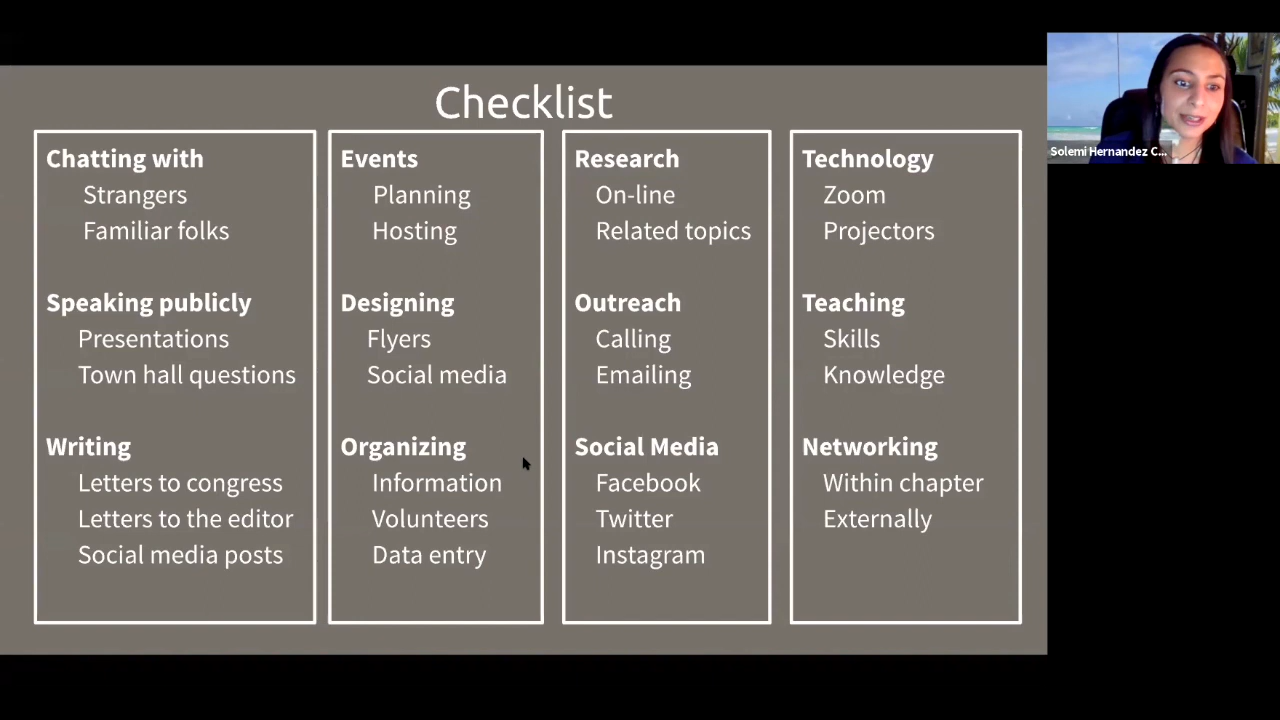 Checklist
Chatting with
Strangers
Familiar folks
Speaking publicly
Presentations
Town hall questions
Writing
Letters to congress
Letters to the editor
Social media posts
Events
Planning
Hosting
Designing
Flyers
Social media
Organizing
Information
Volunteers
Data entry
Research
On-line
Related topics
Outreach
Calling
Emailing
Social Media
Facebook
Twitter
Instagram
Technology
Zoom
Projectors
Teaching
Skills
Knowledge
Networking
Within chapter
Externally
Solemi Hernandez C...